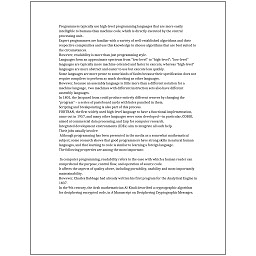 Programs in typically use high-level programming languages that are more easily
intelligible to humans than machine code, which is directly executed by the central
processing unit.
Expert programmers are familiar with a variety of well-established algorithms and their
respective complexities and use this knowledge to choose algorithms that are best suited to
the circumstances.
However, readability is more than just programming style.
Languages form an approximate spectrum from "low-level" to "high-level"; "low-level"
languages are typically more machine-oriented and faster to execute, whereas "high-level"
languages are more abstract and easier to use but execute less quickly.
Some languages are more prone to some kinds of faults because their specification does not
require compilers to perform as much checking as other languages.
However, because an assembly language is little more than a different notation for a
machine language, two machines with different instruction sets also have different
assembly languages.
In 1801, the Jacquard loom could produce entirely different weaves by changing the
"program" – a series of pasteboard cards with holes punched in them.
Scripting and breakpointing is also part of this process.
FORTRAN, the first widely used high-level language to have a functional implementation,
came out in 1957, and many other languages were soon developed—in particular, COBOL
aimed at commercial data processing, and Lisp for computer research.
Integrated development environments (IDEs) aim to integrate all such help.
Their jobs usually involve:
Although programming has been presented in the media as a somewhat mathematical
subject, some research shows that good programmers have strong skills in natural human
languages, and that learning to code is similar to learning a foreign language.
The following properties are among the most important:

In computer programming, readability refers to the ease with which a human reader can
comprehend the purpose, control flow, and operation of source code.
It affects the aspects of quality above, including portability, usability and most importantly
maintainability.
However, Charles Babbage had already written his first program for the Analytical Engine in
1837.
In the 9th century, the Arab mathematician Al-Kindi described a cryptographic algorithm
for deciphering encrypted code, in A Manuscript on Deciphering Cryptographic Messages.